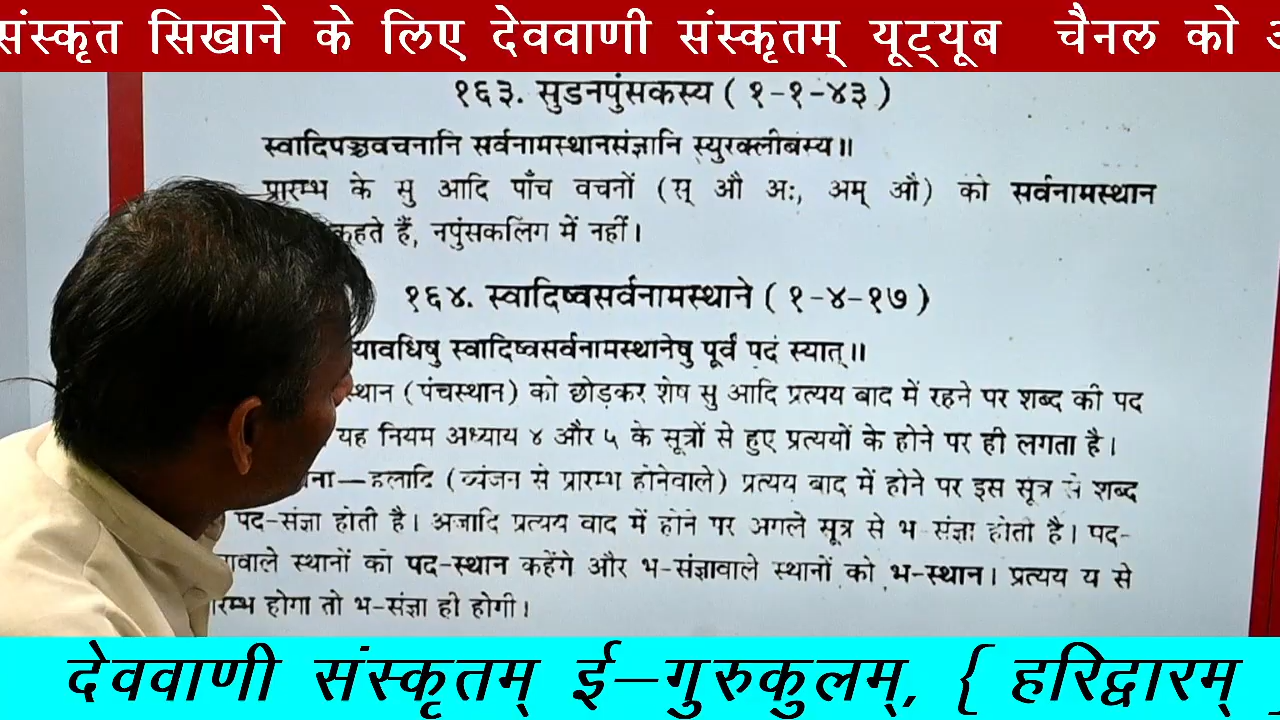 संस्कृत सिखाने के लिए देववाणी संस्कृतम् यूट्यूब चैनल को
१६३. सुडनपुंसकस्य ( १-१-४३ )
स्वादिपञ्चवचनानि सर्वनामस्थानसंज्ञानि स्युरक्लीबस्य॥
प्रारम्भ के सु आदि पाँच वचनों (स् औ अः, अम् औ) को सर्वनामस्थान
कहते हैं, नपुंसकलिंग में नहीं।
१६४. स्वादिष्वसर्वनामस्थाने ( १-४-१७ )
यावधिषु स्वादिष्वसर्वनामस्थानेषु पूर्वं पदं स्यात्॥
स्थान (पंचस्थान) को छोड़कर शेष सु आदि प्रत्यय बाद में रहने पर शब्द की पद
यह नियम अध्याय ४ और ५ के सूत्रों से हुए प्रत्ययों के होने पर ही लगता है।
ना—हलादि (व्यंजन से प्रारम्भ होनेवाले) प्रत्यय बाद में होने पर इस सूत्र से शब्द
पद-संज्ञा होती है। अजादि प्रत्यय बाद में होने पर अगले सूत्र से भ-संज्ञा होती है। पद-
वाले स्थानों को पद-स्थान कहेंगे और भ-संज्ञावाले स्थानों को भ-स्थान। प्रत्यय य से
रम्भ होगा तो भ-संज्ञा ही होगी।
देववाणी संस्कृतम् ई-गुरुकुलम्, { हरिद्वारम्